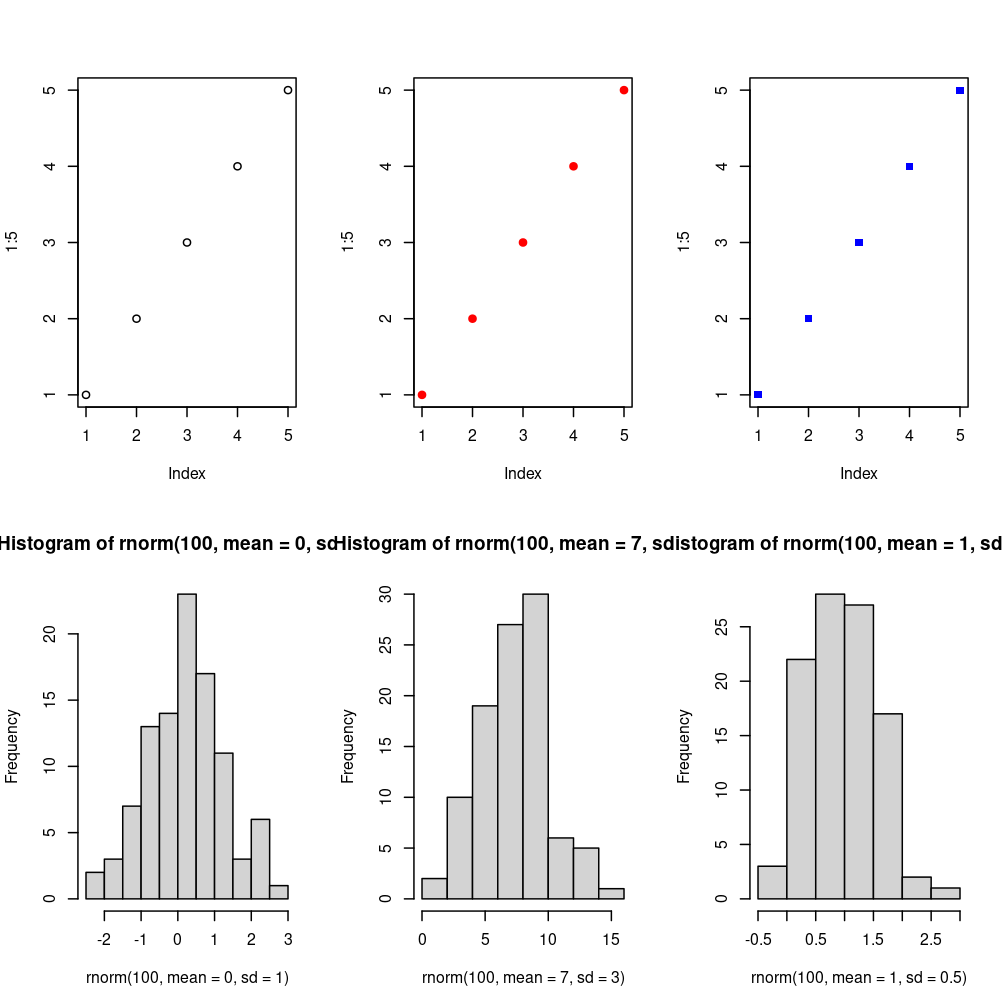 5
4
3
2
1
1:5
1 2 3 4 5
Index
5
4
3
2
1
1:5
1 2 3 4 5
Index
5
4
3
2
1
1:5
1 2 3 4 5
Index
Histogram of rnorm(100, mean = 0, sd
20
15
10
5
0
Frequency
-2 -1 0 1 2 3
rnorm(100, mean = 0, sd = 1)
Histogram of rnorm(100, mean = 7, sd
30
25
20
15
10
5
0
Frequency
0 5 10 15
rnorm(100, mean = 7, sd = 3)
istogram of rnorm(100, mean = 1, sd
25
20
15
10
5
0
Frequency
-0.5 0.5 1.5 2.5
rnorm(100, mean = 1, sd = 0.5)